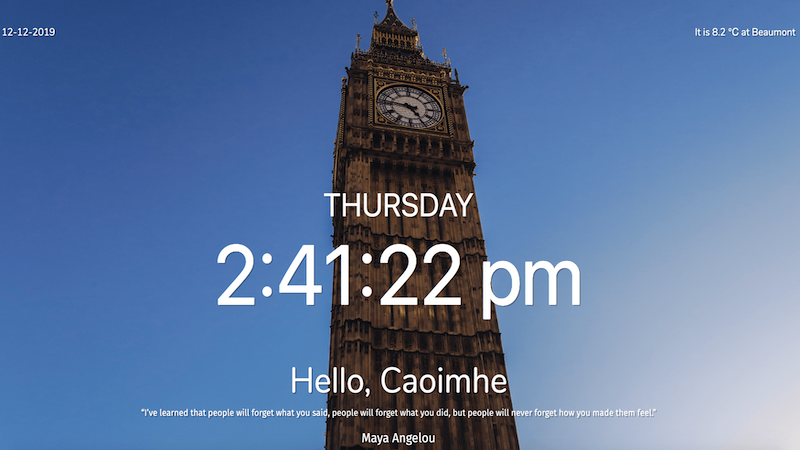 12-12-2019
It is 8.2 °C at Beaumont
THURSDAY
2:41:22 pm
Hello, Caoimhe
“I've learned that people will forget what you said, people will forget what you did, but people will never forget how you made them feel.”
Maya Angelou